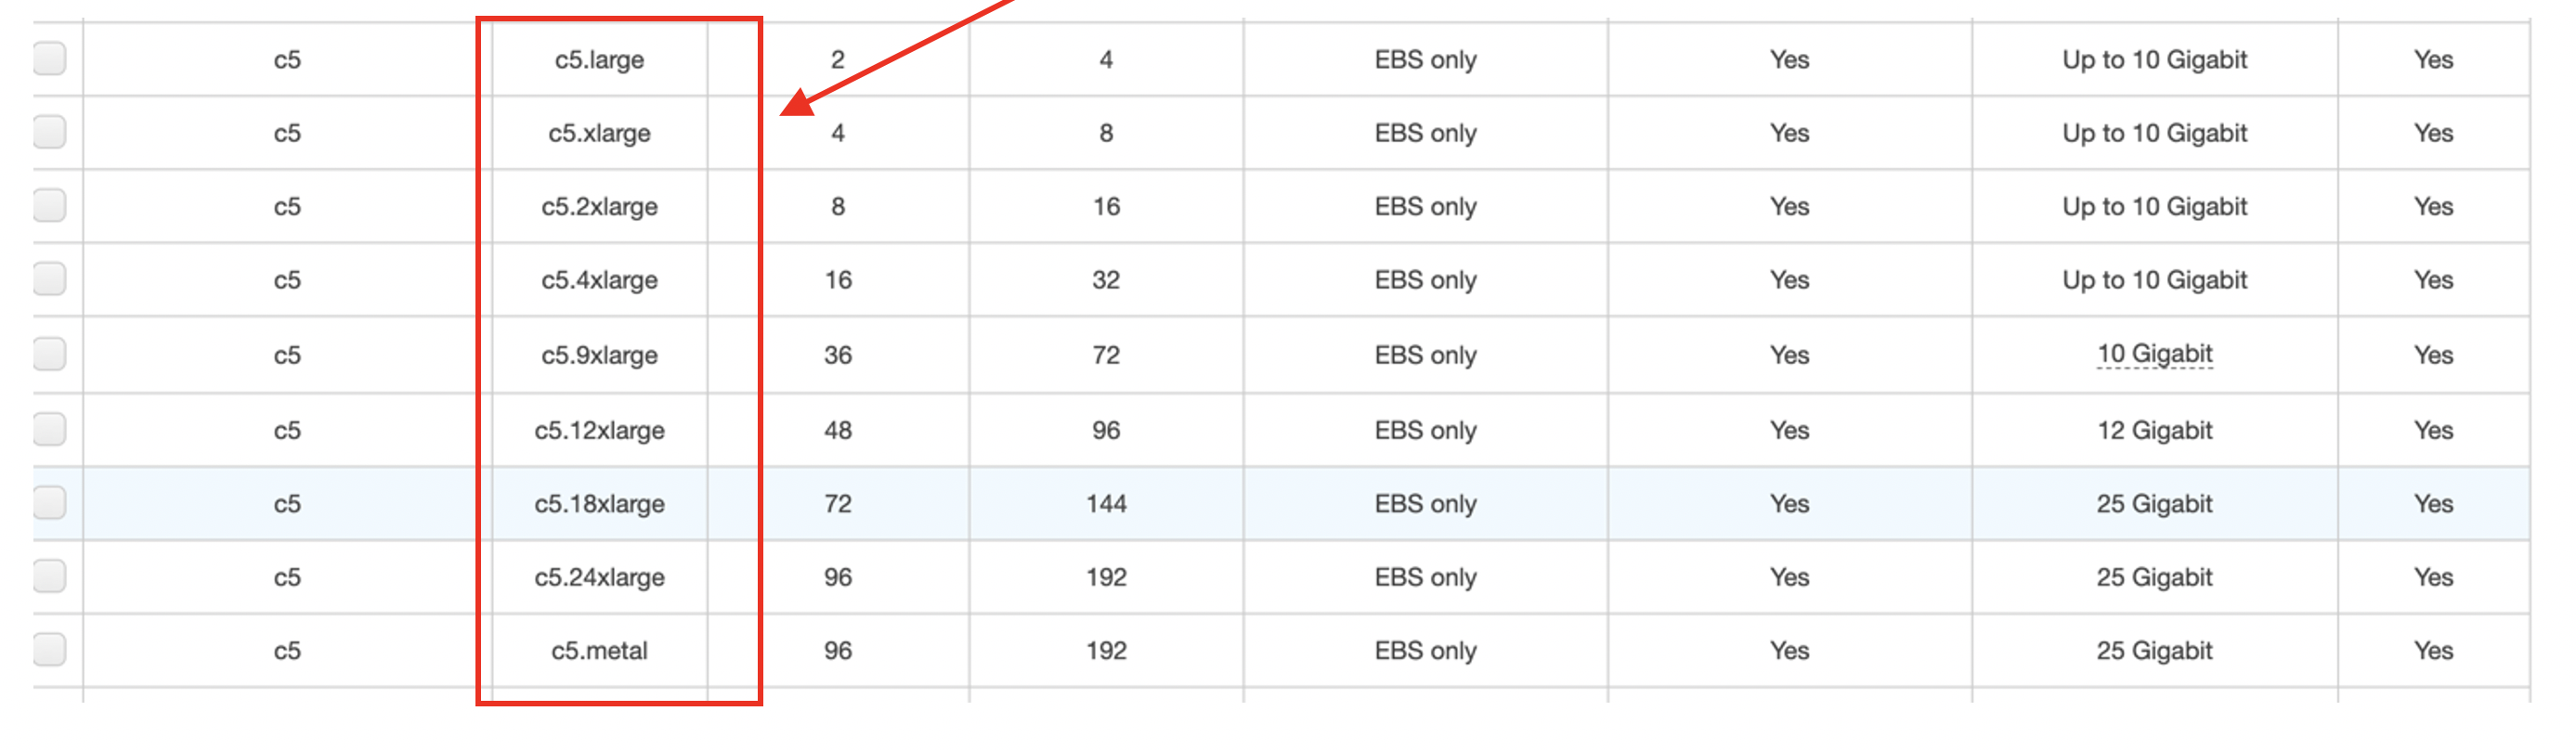 c5 c5.large 2 4 EBS only Yes Up to 10 Gigabit Yes
c5 c5.xlarge 4 8 EBS only Yes Up to 10 Gigabit Yes
c5 c5.2xlarge 8 16 EBS only Yes Up to 10 Gigabit Yes
c5 c5.4xlarge 16 32 EBS only Yes Up to 10 Gigabit Yes
c5 c5.9xlarge 36 72 EBS only Yes 10 Gigabit Yes
c5 c5.12xlarge 48 96 EBS only Yes 12 Gigabit Yes
c5 c5.18xlarge 72 144 EBS only Yes 25 Gigabit Yes
c5 c5.24xlarge 96 192 EBS only Yes 25 Gigabit Yes
c5 c5.metal 96 192 EBS only Yes 25 Gigabit Yes